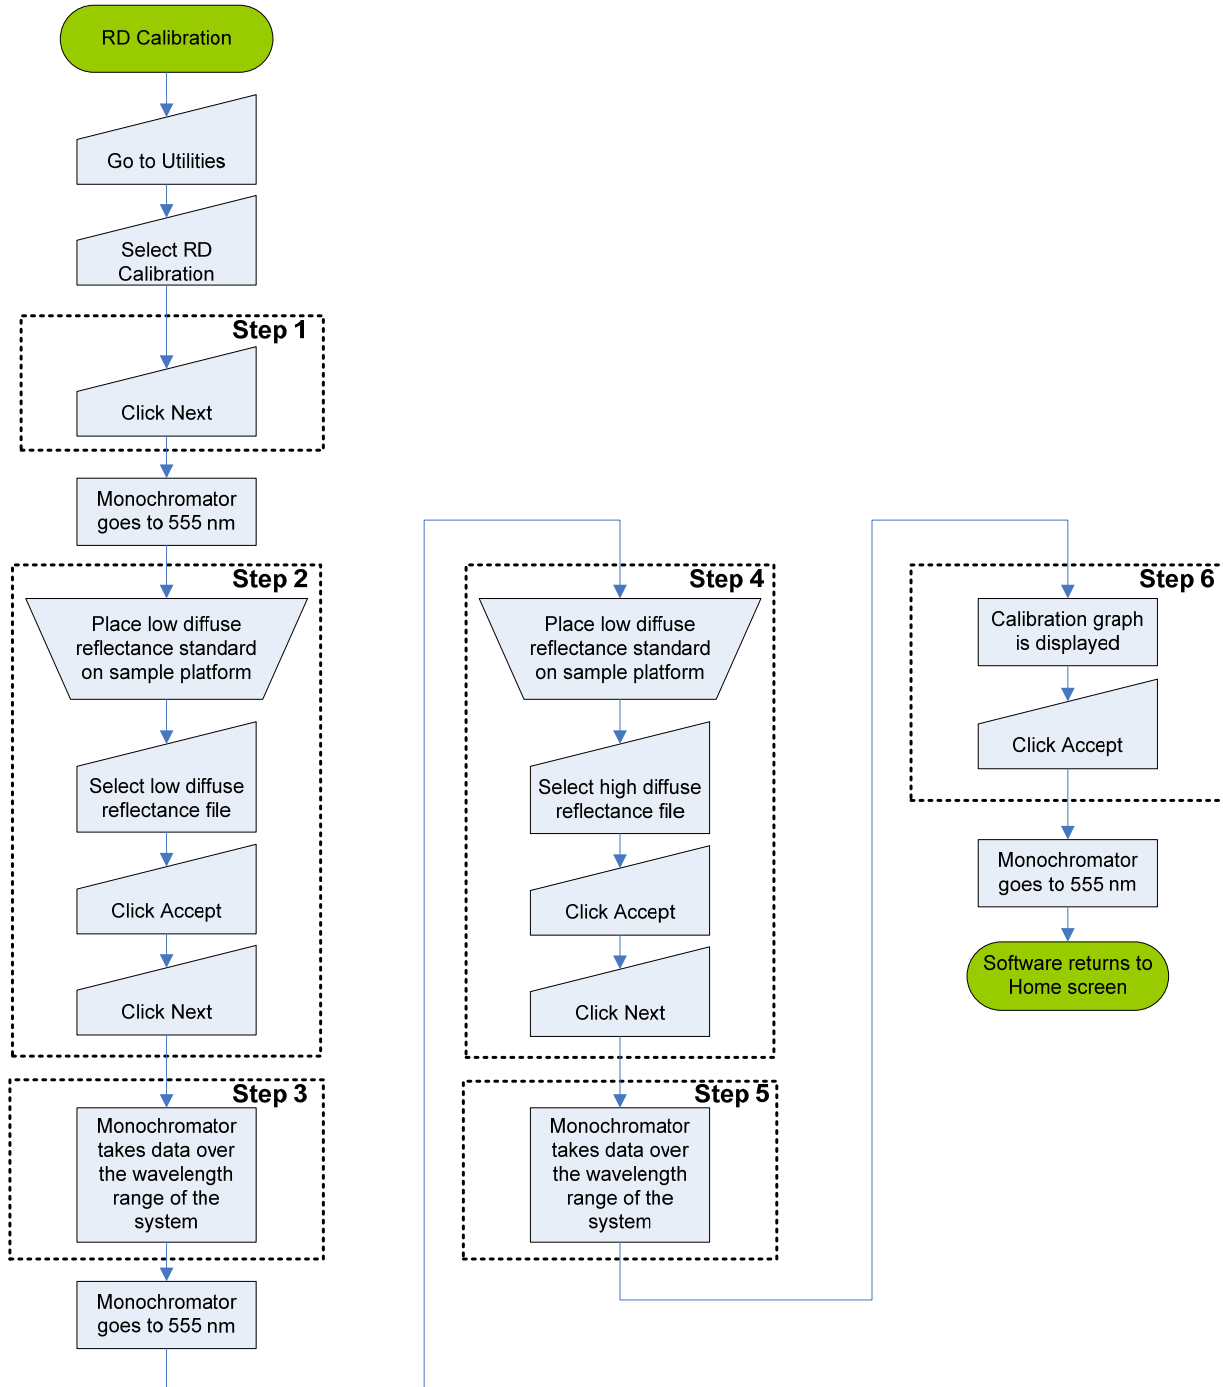 RD Calibration
Go to Utilities
Select RD
Calibration
Step 1
Click Next
Monochromator
goes to 555 nm
Step 2
Place low diffuse
reflectance standard
on sample platform
Select low diffuse
reflectance file
Click Accept
Click Next
Step 3
Monochromator
takes data over
the wavelength
range of the
system
Monochromator
goes to 555 nm
Step 4
Place low diffuse
reflectance standard
on sample platform
Select high diffuse
reflectance file
Click Accept
Click Next
Step 5
Monochromator
takes data over
the wavelength
range of the
system
Step 6
Calibration graph
is displayed
Click Accept
Monochromator
goes to 555 nm
Software returns to
Home screen